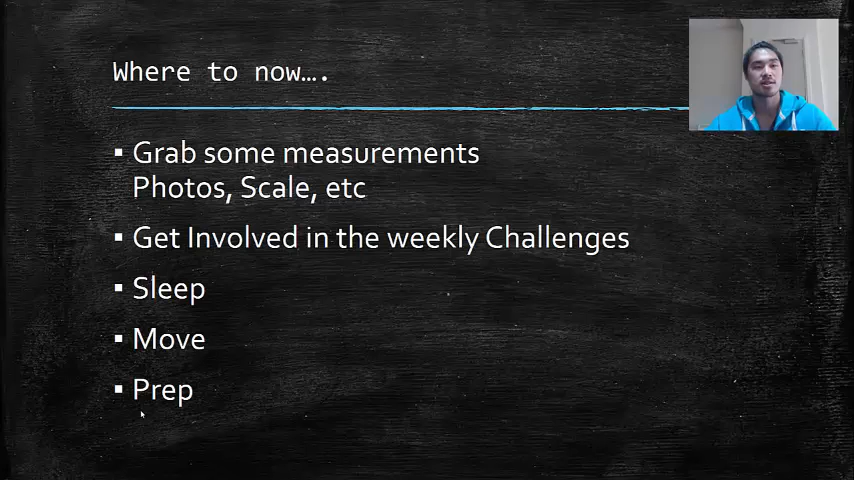 Where to now….
▪ Grab some measurements
Photos, Scale, etc
▪ Get Involved in the weekly Challenges
▪ Sleep
▪ Move
▪ Prep